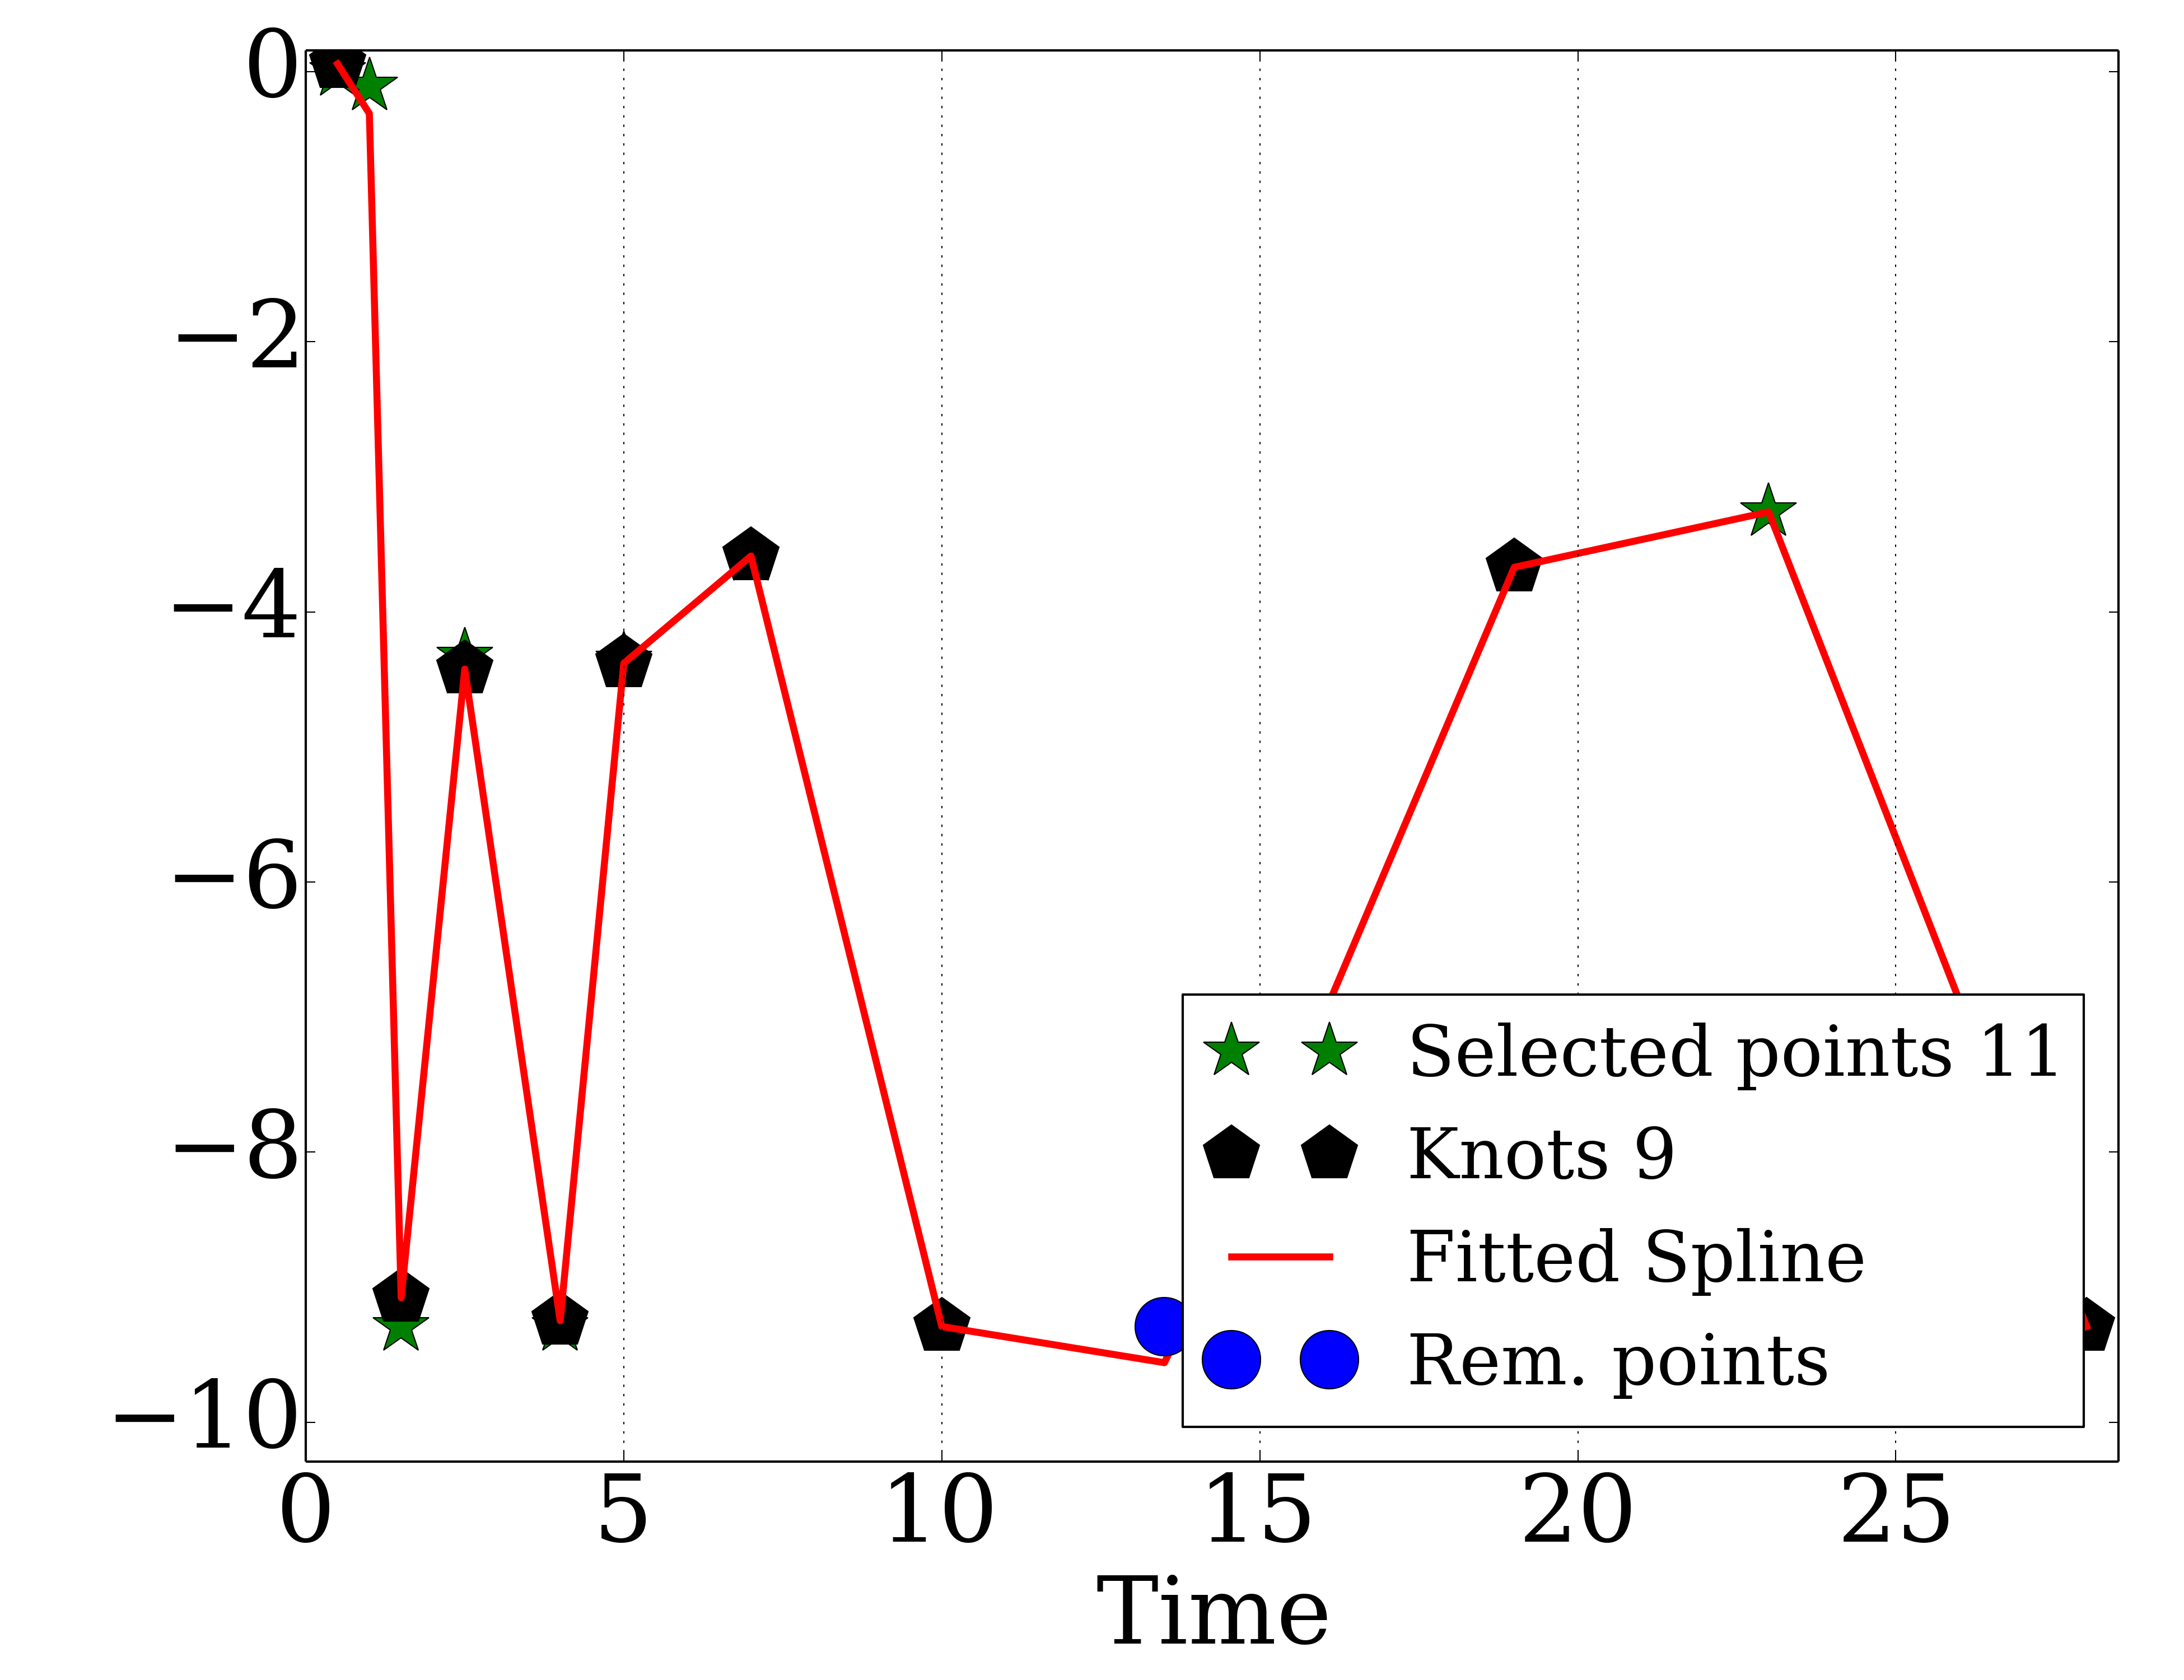 0
−2
−4
−6
−8
−10
Selected points 11
Knots 9
Fitted Spline
Rem. points
0 5 10 15 20 25
Time